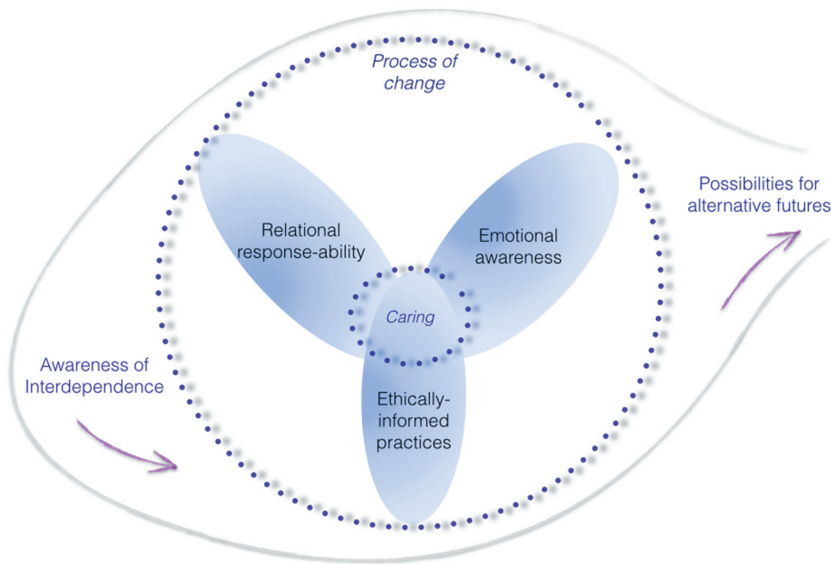 Process of
change
Possibilities for
alternative futures
Relational
response-ability
Emotional
awareness
Caring
Awareness of
Interdependence
Ethically-
informed
practices